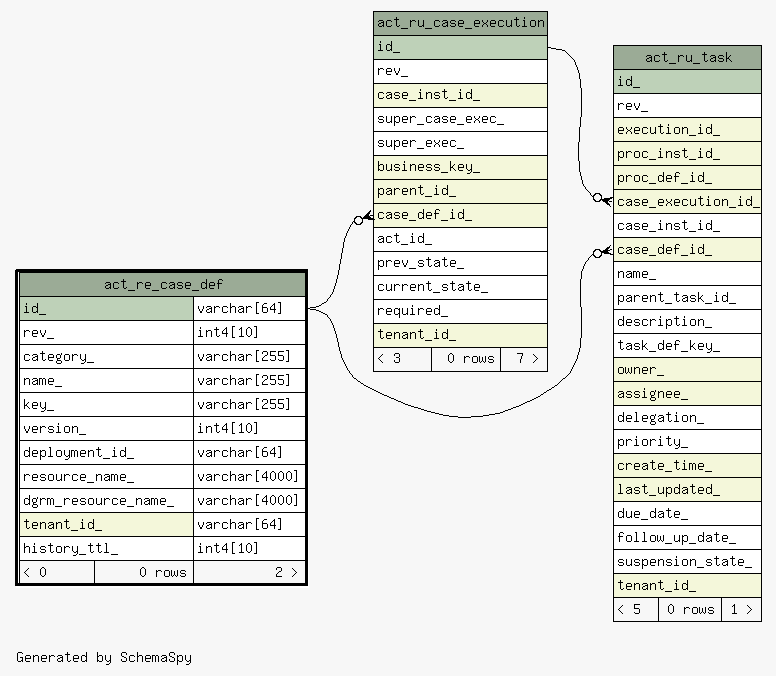 act_ru_case_execution
id_
rev_
case_inst_id_
super_case_exec_
super_exec_
business_key_
parent_id_
case_def_id_
act_id_
prev_state_
current_state_
required_
tenant_id_
< 3 0 rows 7 >
act_ru_task
id_
rev_
execution_id_
proc_inst_id_
proc_def_id_
case_execution_id_
case_inst_id_
case_def_id_
name_
parent_task_id_
description_
task_def_key_
owner_
assignee_
delegation_
priority_
create_time_
last_updated_
due_date_
follow_up_date_
suspension_state_
tenant_id_
< 5 0 rows 1 >
act_re_case_def
id_ varchar[64]
rev_ int4[10]
category_ varchar[255]
name_ varchar[255]
key_ varchar[255]
version_ int4[10]
deployment_id_ varchar[64]
resource_name_ varchar[4000]
dgrm_resource_name_ varchar[4000]
tenant_id_ varchar[64]
history_ttl_ int4[10]
< 0 0 rows 2 >
Generated by SchemaSpy